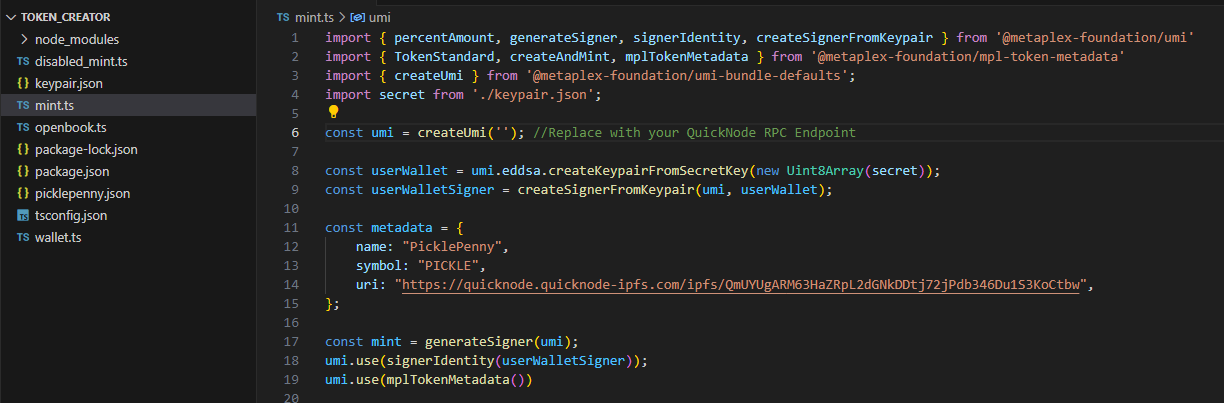 TOKEN_CREATOR
node_modules
TS disabled_mint.ts
{} keypair.json
TS mint.ts
TS openbook.ts
{} package-lock.json
{} package.json
{} picklepenny.json
TS tsconfig.json
TS wallet.ts
TS mint.ts > umi
1 import { percentAmount, generateSigner, signerIdentity, createSignerFromKeypair } from '@metaplex-foundation/umi'
2 import { TokenStandard, createAndMint, mplTokenMetadata } from '@metaplex-foundation/mpl-token-metadata'
3 import { createUmi } from '@metaplex-foundation/umi-bundle-defaults';
4 import secret from './keypair.json';
5
6 const umi = createUmi(''); //Replace with your QuickNode RPC Endpoint
7
8 const userWallet = umi.eddsa.createKeypairFromSecretKey(new Uint8Array(secret));
9 const userWalletSigner = createSignerFromKeypair(umi, userWallet);
10
11 const metadata = {
12     name: "PicklePenny",
13     symbol: "PICKLE",
14     uri: "https://quicknode.quicknode-ipfs.com/ipfs/QmUYUgARM63HaZRpL2dGNkDDtj72jPdb346Du1S3KoCtbw",
15 };
16
17 const mint = generateSigner(umi);
18 umi.use(signerIdentity(userWalletSigner));
19 umi.use(mplTokenMetadata())
20